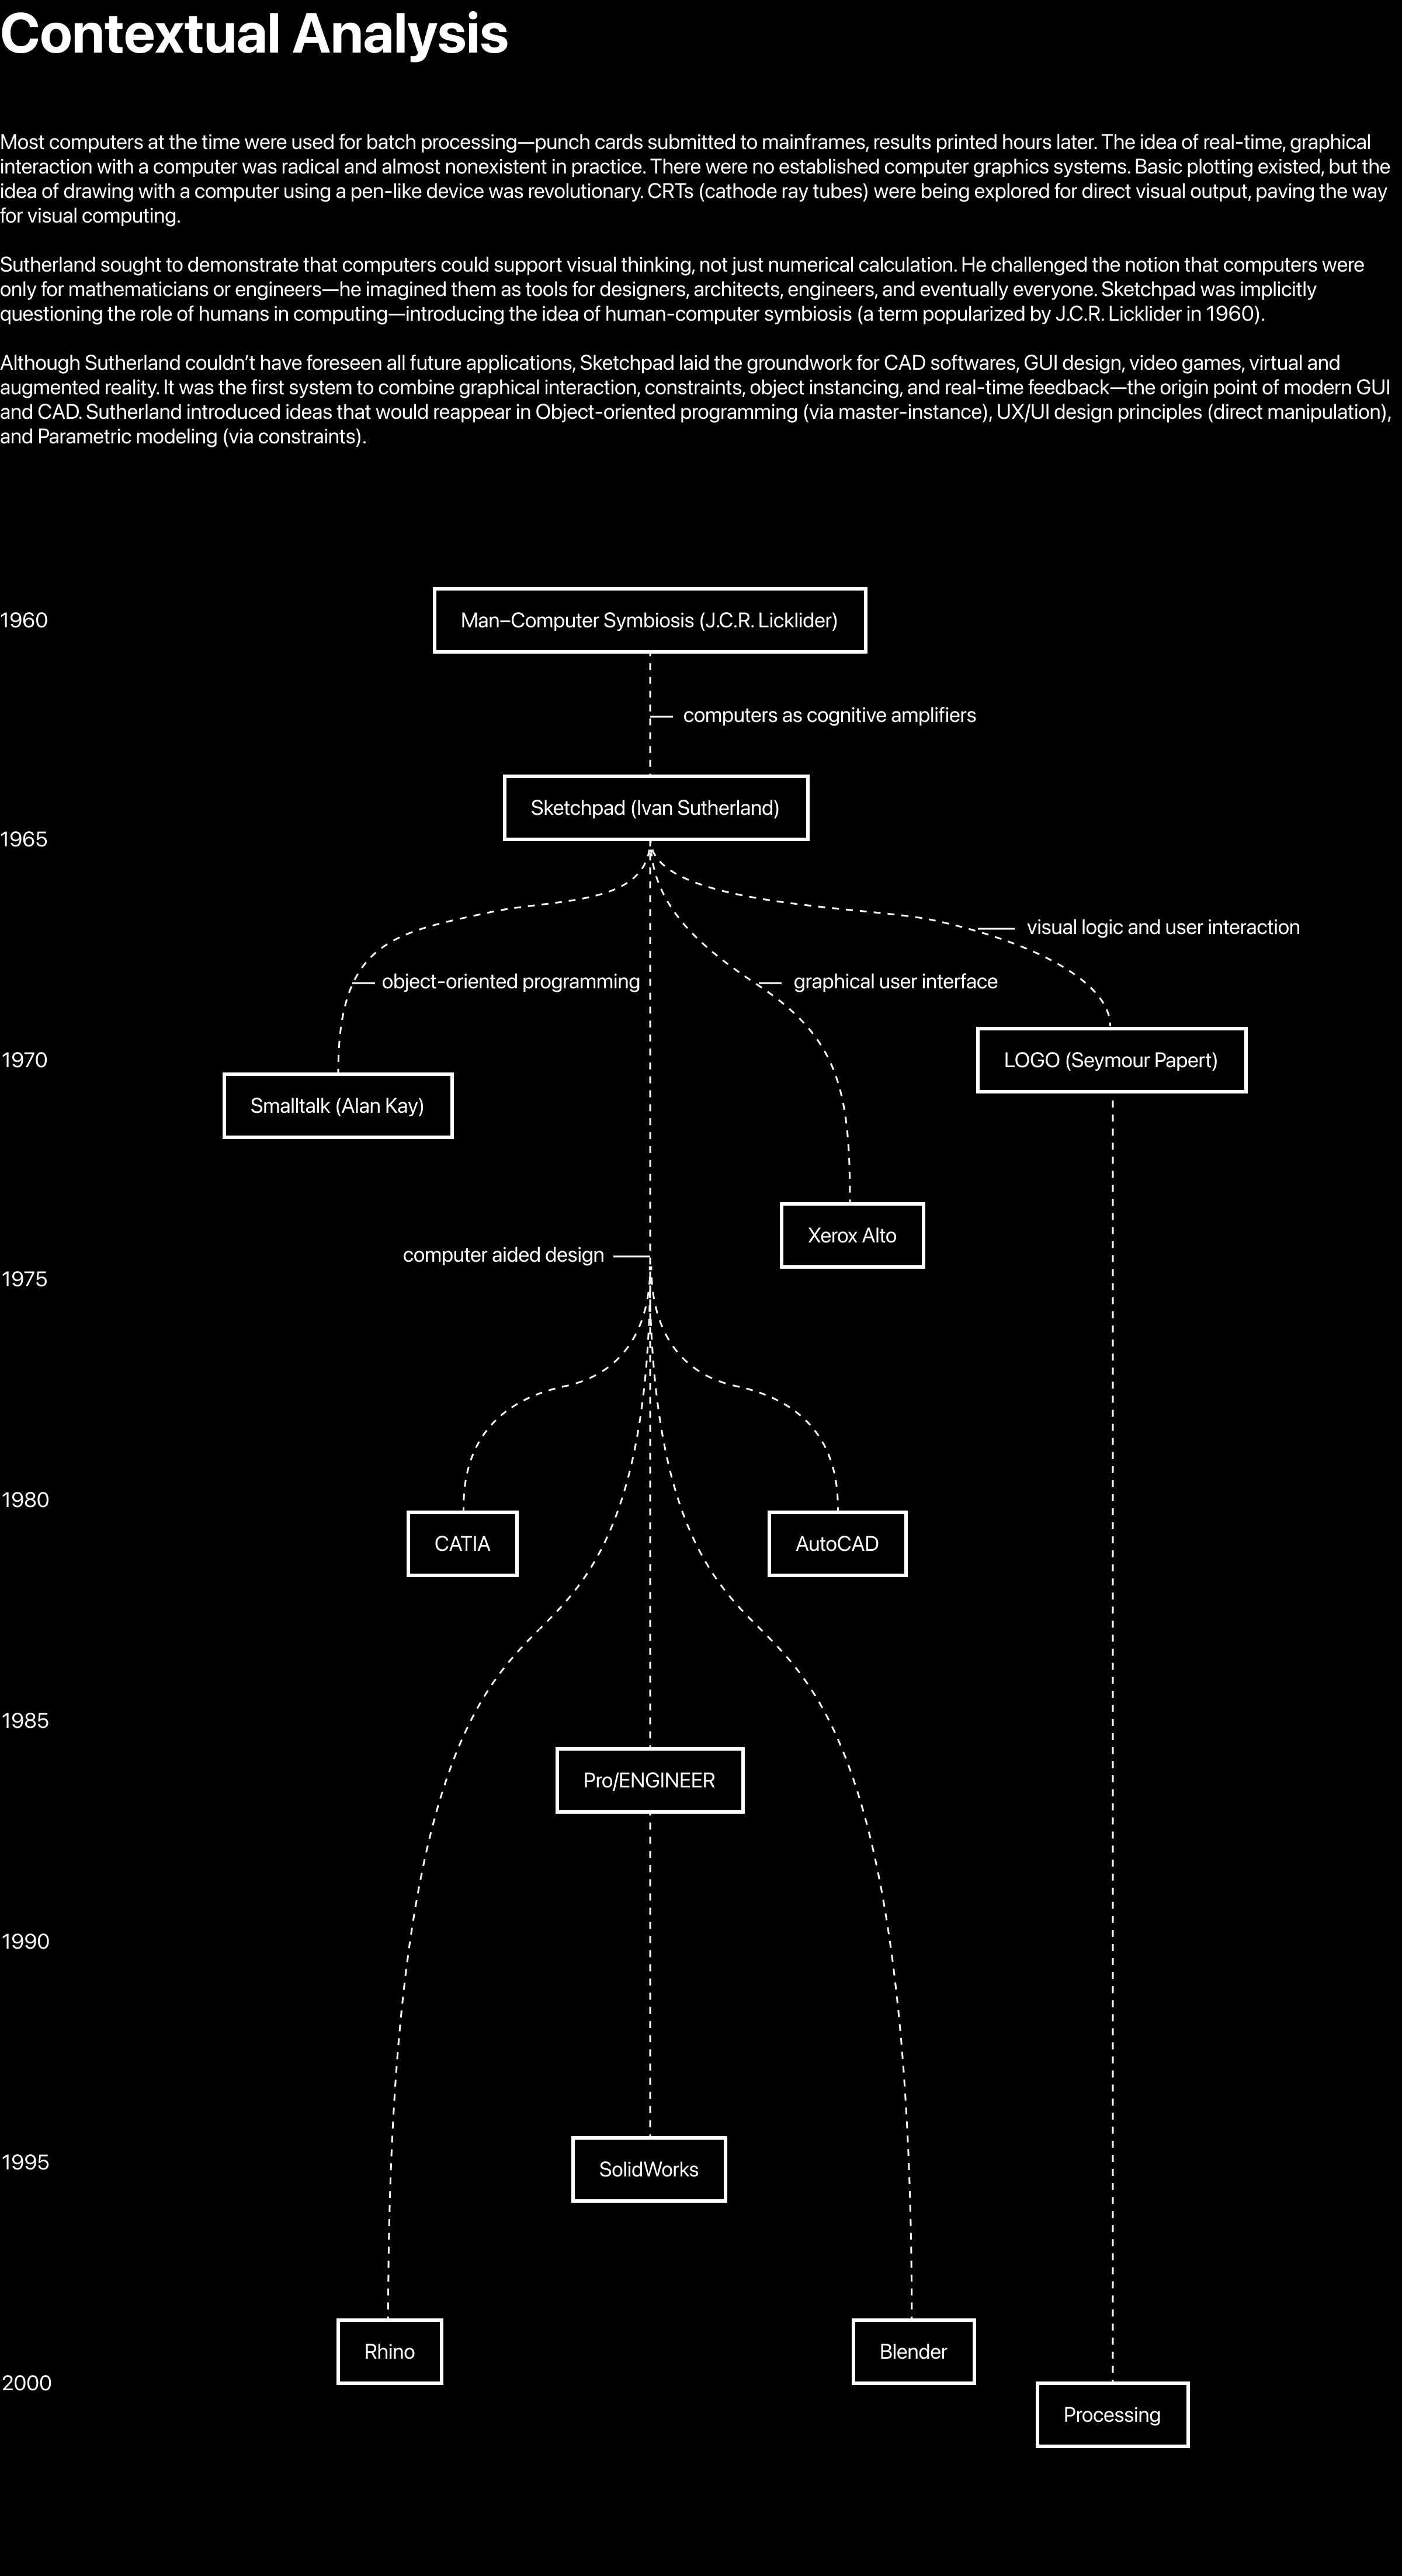 Contextual Analysis
Most computers at the time were used for batch processing—punch cards submitted to mainframes, results printed hours later. The idea of real-time, graphical
interaction with a computer was radical and almost nonexistent in practice. There were no established computer graphics systems. Basic plotting existed, but the
idea of drawing with a computer using a pen-like device was revolutionary. CRTs (cathode ray tubes) were being explored for direct visual output, paving the way
for visual computing.
Sutherland sought to demonstrate that computers could support visual thinking, not just numerical calculation. He challenged the notion that computers were
only for mathematicians or engineers—he imagined them as tools for designers, architects, engineers, and eventually everyone. Sketchpad was implicitly
questioning the role of humans in computing—introducing the idea of human-computer symbiosis (a term popularized by J.C.R. Licklider in 1960).
Although Sutherland couldn’t have foreseen all future applications, Sketchpad laid the groundwork for CAD softwares, GUI design, video games, virtual and
augmented reality. It was the first system to combine graphical interaction, constraints, object instancing, and real-time feedback—the origin point of modern GUI
and CAD. Sutherland introduced ideas that would reappear in Object-oriented programming (via master-instance), UX/UI design principles (direct manipulation),
and Parametric modeling (via constraints).
1960
Man–Computer Symbiosis (J.C.R. Licklider)
computers as cognitive amplifiers
Sketchpad (Ivan Sutherland)
1965
visual logic and user interaction
object-oriented programming
graphical user interface
1970
LOGO (Seymour Papert)
Smalltalk (Alan Kay)
Xerox Alto
computer aided design
1975
1980
CATIA
AutoCAD
1985
Pro/ENGINEER
1990
1995
SolidWorks
Rhino
Blender
2000
Processing